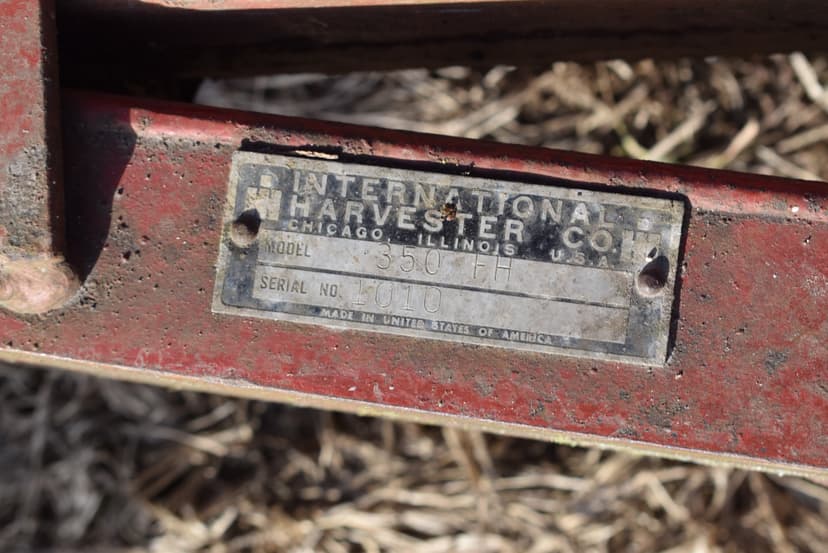 INTERNATIONAL
HARVESTER CO.
CHICAGO, ILLINOIS, U.S.A.
MODEL 350 FH
SERIAL NO. 1010
MADE IN UNITED STATES OF AMERICA